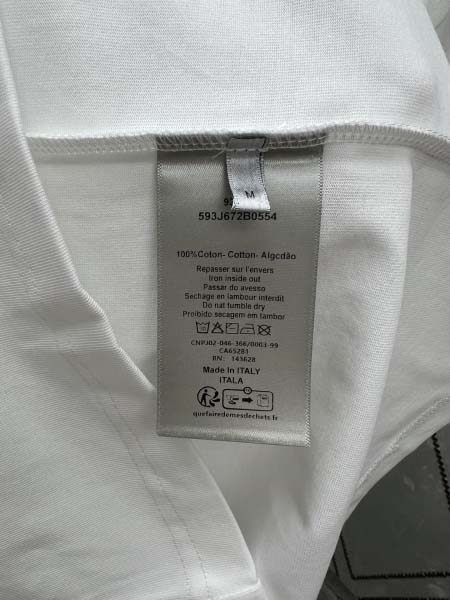 M
593J672B0554
100%Coton- Cotton- Algcdão
Repasser sur l'envers
Iron inside out
Passar do avesso
Sechage en lambour interdit
Do nat tumble dry
Proibido secagem em tambor
CNPJ02-046-366/0003-99
CA65281
RN: 143628
Made In ITALY
ITALA
quefairedemesdechets.fr